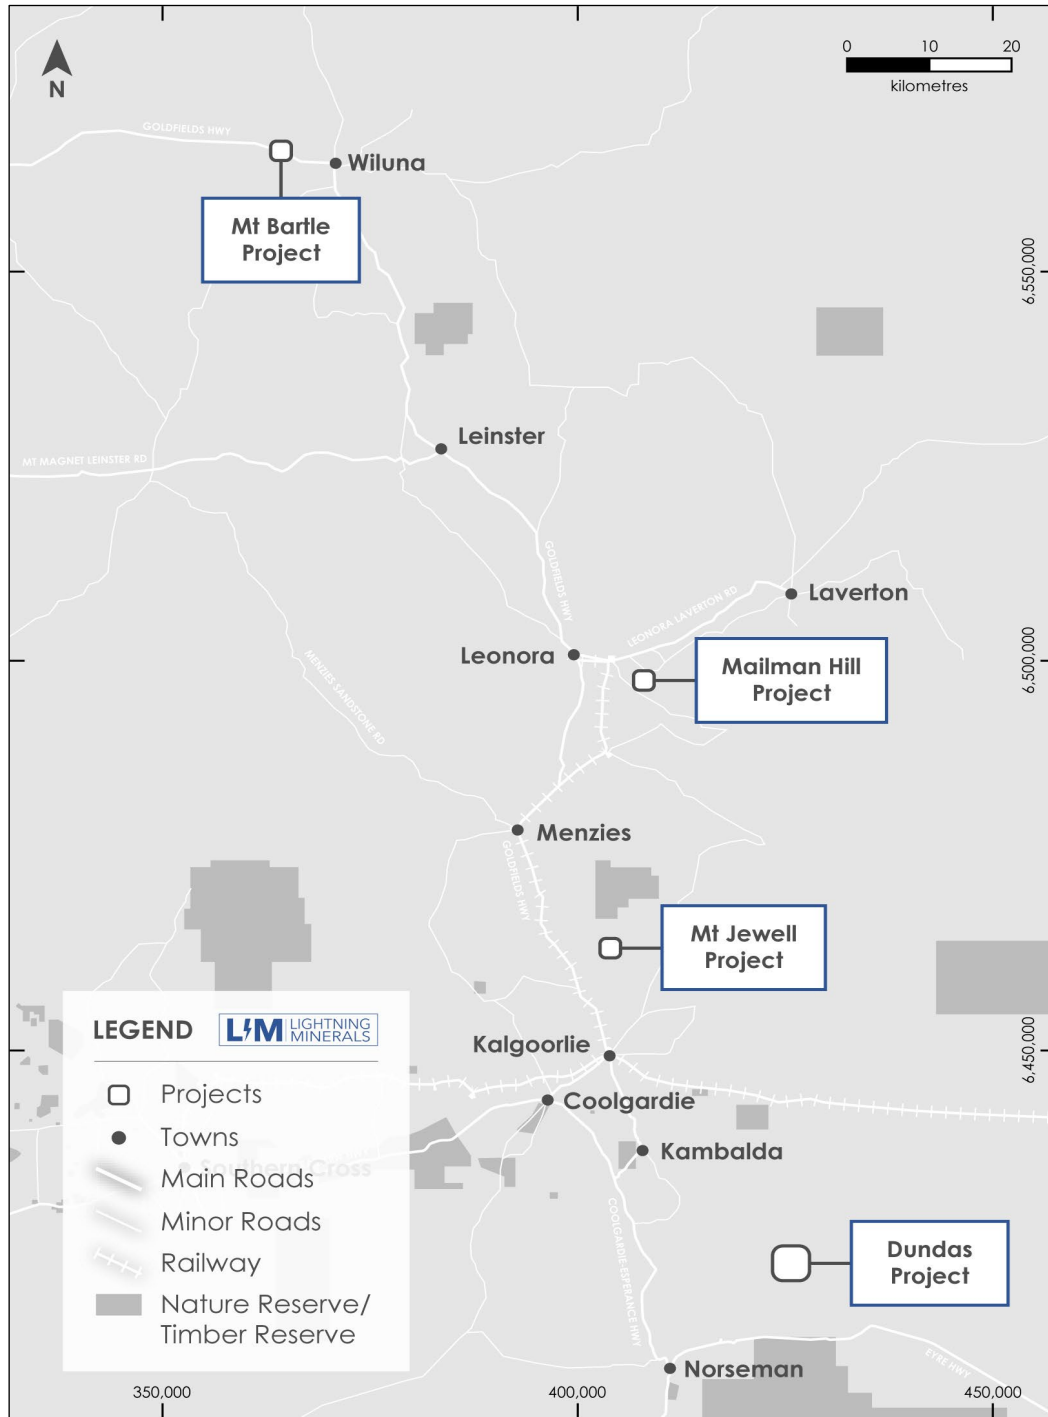 N
0 10 20
kilometres
GOLDFIELDS HWY
Wiluna
Mt Bartle
Project
6,550,000
Leinster
MT MAGNET LEINSTER RD
GOLDFIELDS HWY
Laverton
LEONORA LAVERTON RD
Leonora
6,500,000
Mailman Hill
Project
MENZIES SANDSTONE RD
Menzies
GOLDFIELDS HWY
Mt Jewell
Project
LEGEND
LM LIGHTNING
MINERALS
Kalgoorlie
6,450,000
Projects
Coolgardie
Towns
Kambalda
Southern Cross
Main Roads
Minor Roads
COOLGARDIE-ESPERANCE HWY
Railway
Dundas
Project
Nature Reserve/
Timber Reserve
EYRE HWY
Norseman
350,000
400,000
450,000